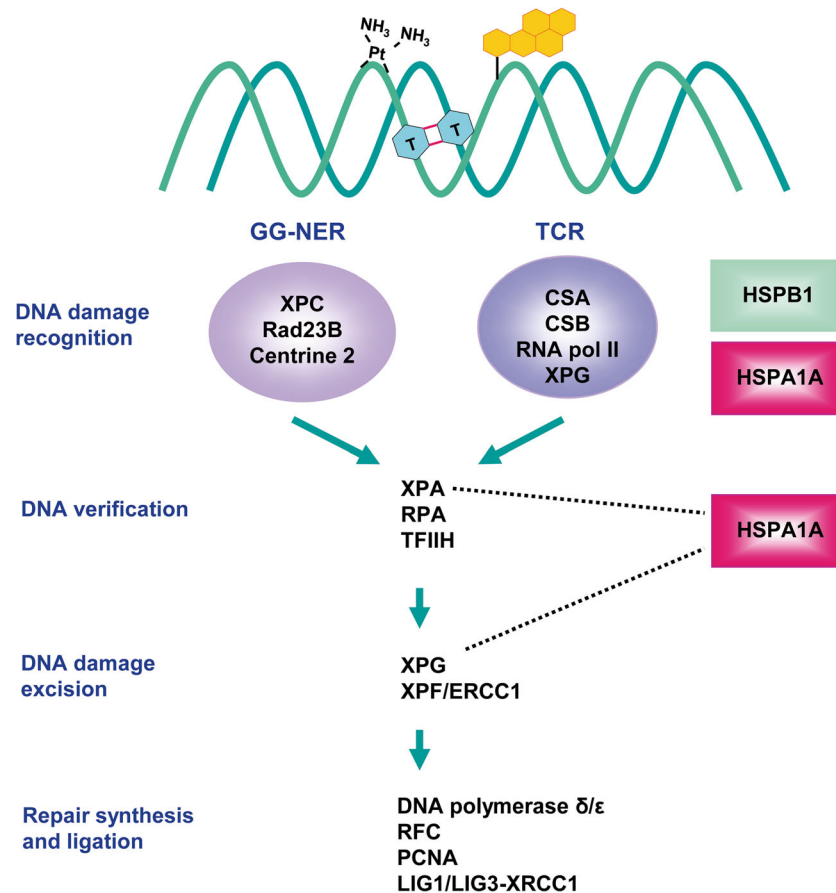 NH3
NH3
Pt
T
T
GG-NER
TCR
DNA damage
recognition
XPC
Rad23B
Centrine 2
CSA
CSB
RNA pol II
XPG
HSPB1
HSPA1A
DNA verification
XPA
RPA
TFIIH
HSPA1A
DNA damage
excision
XPG
XPF/ERCC1
Repair synthesis
and ligation
DNA polymerase δ/ε
RFC
PCNA
LIG1/LIG3-XRCC1